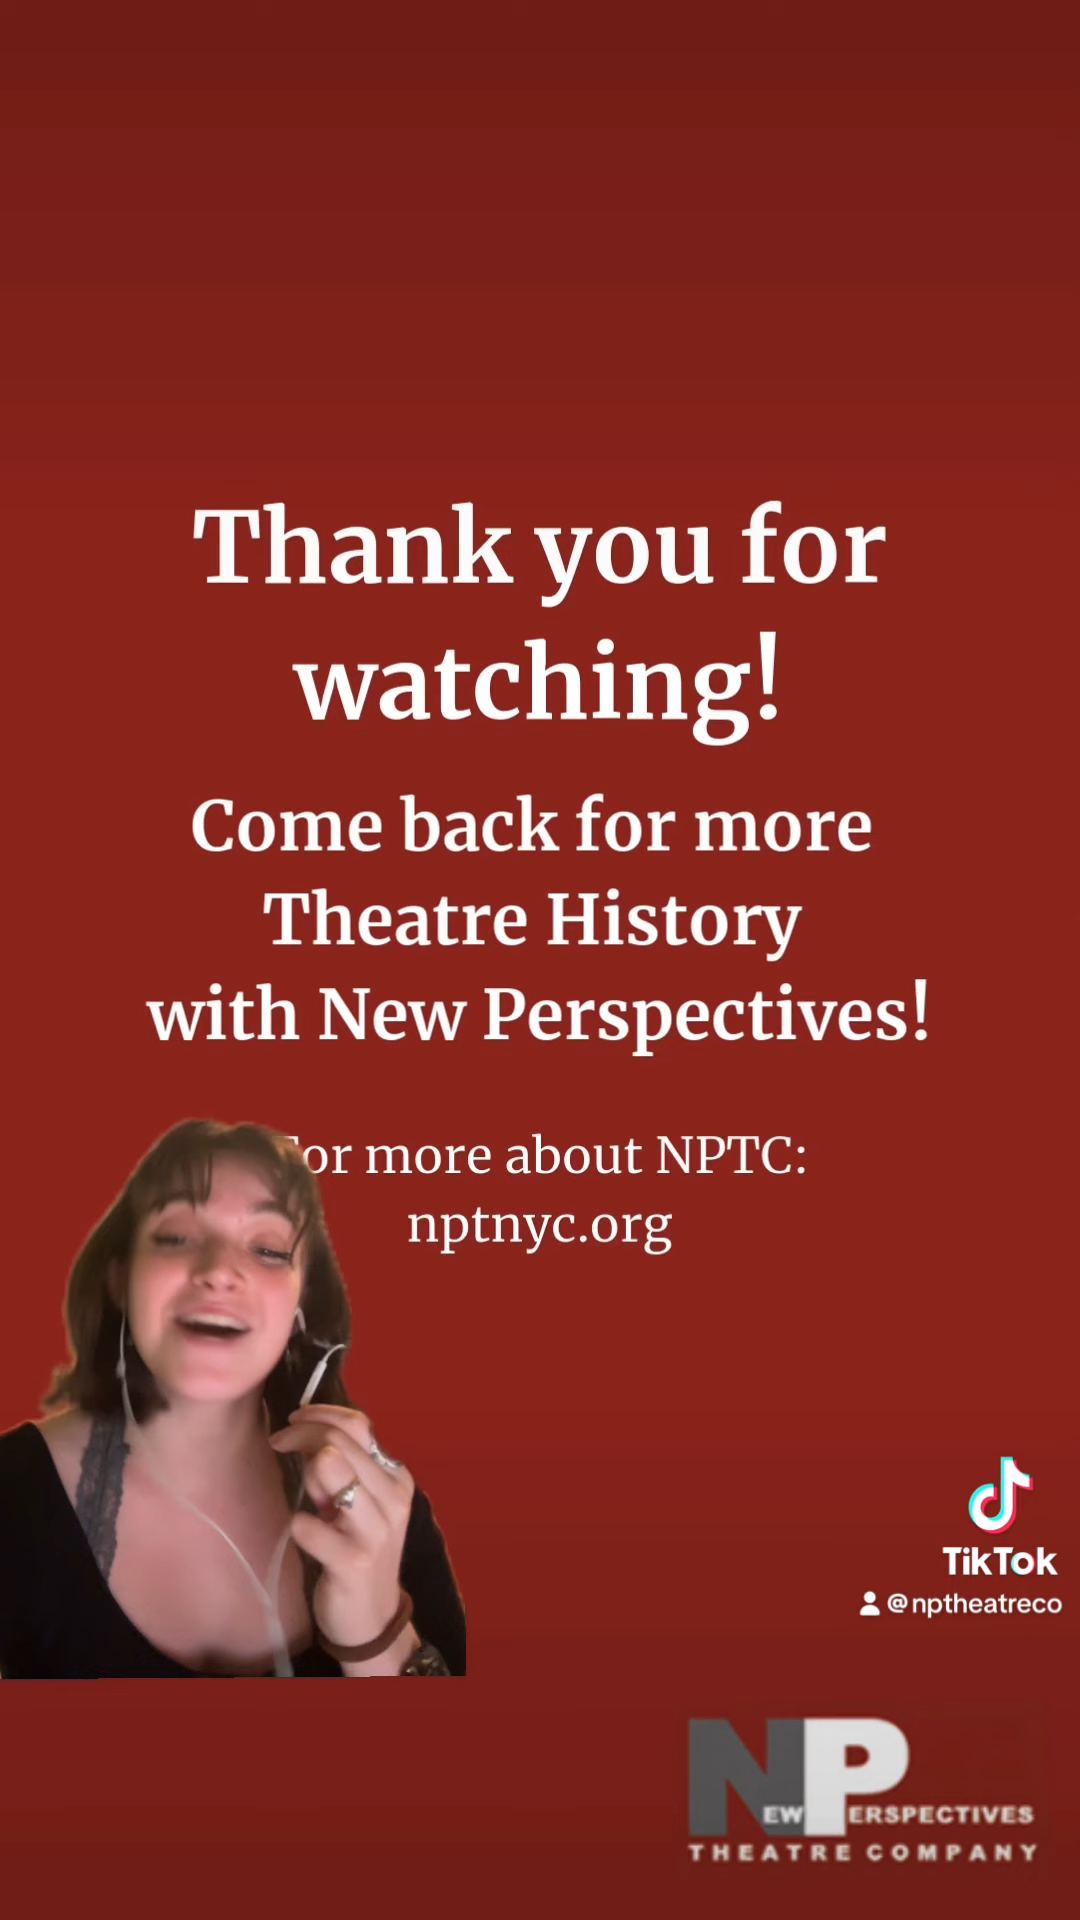 Thank you for
watching!
Come back for more
Theatre History
with New Perspectives!
For more about NPTC:
nptnyc.org
TikTok
@nptheatreco
NEW PERSPECTIVES
THEATRE COMPANY